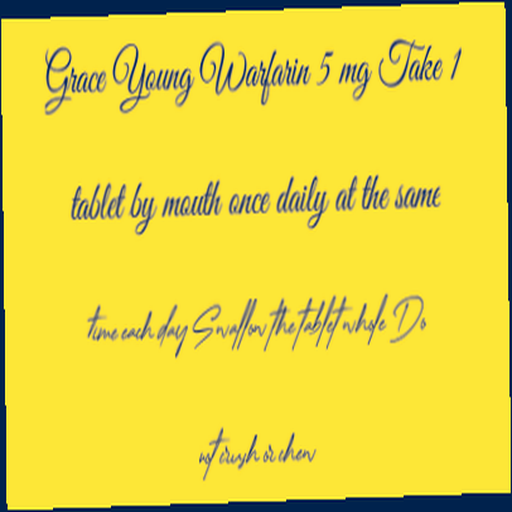 Grace Young Warfarin 5 mg Take 1
tablet by mouth once daily at the same
time each day Swallow the tablet whole Do
not crush or chew